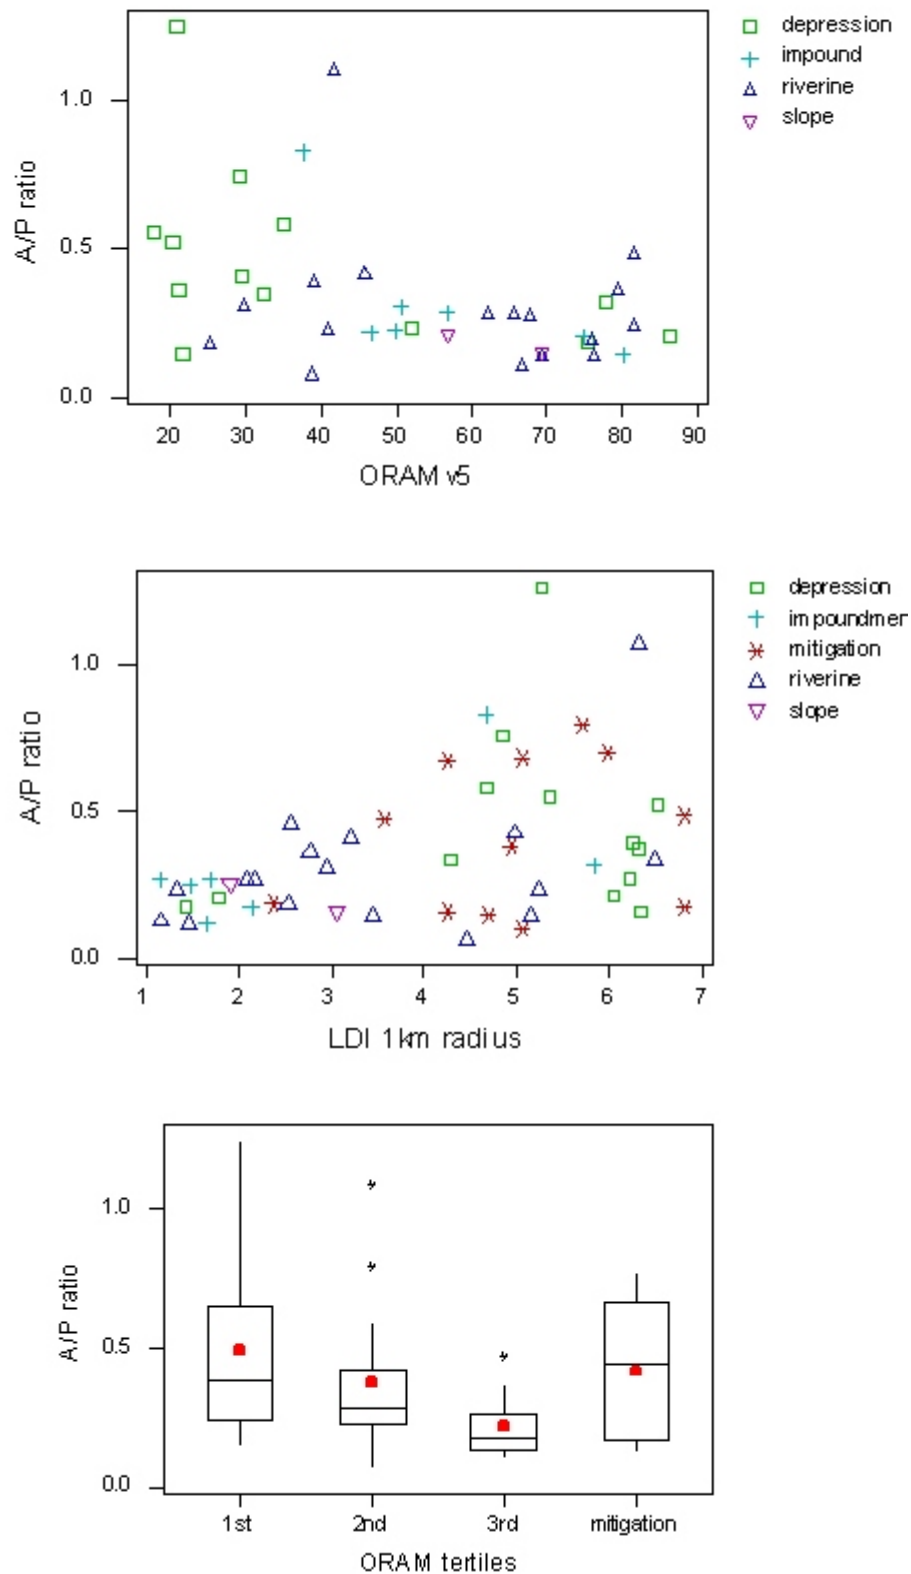 depression
impound
riverine
slope
1.0
0.5
0.0
A/P ratio
20 30 40 50 60 70 80 90
ORAM v5
depression
impoundmer
mitigation
riverine
slope
1.0
0.5
0.0
A/P ratio
1 2 3 4 5 6 7
LDI 1km radius
1.0
0.5
0.0
A/P ratio
1st 2nd 3rd mitigation
ORAM tertiles